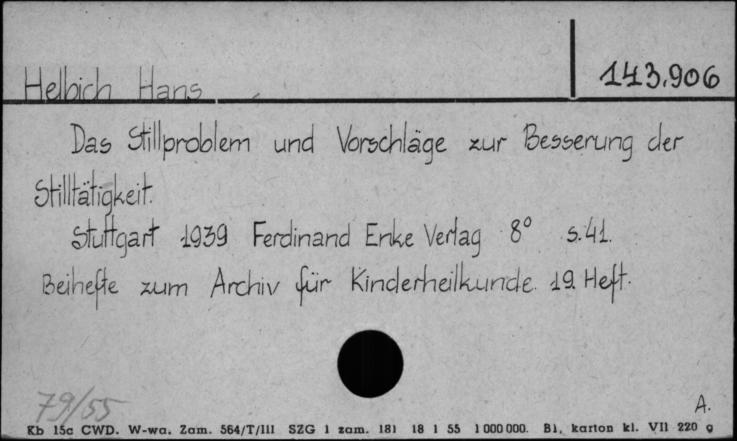 Helbich Hans
143.906
Das Stillproblem und Vorschläge zur Besserung der
Stilltätigkeit.
Stuttgart 1939 Ferdinand Enke Verlag 8° s.41.
Beihefte zum Archiv für Kinderheilkunde. 19. Heft.
79/55
A.
Kb 15c CWD. W-wa. Zam. 564/T/III SZG 1 zam. 181 18 1 55 1 000 000. Bl. karton kl. VII 220 g